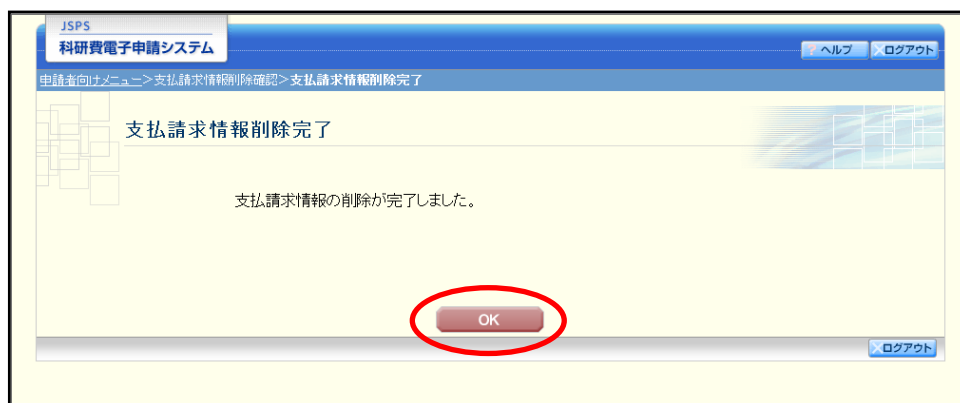 JSPS
科研費電子申請システム
? ヘルプ ×ログアウト
申請者向けメニュー>支払請求情報削除確認>支払請求情報削除完了
支払請求情報削除完了
支払請求情報の削除が完了しました。
OK
×ログアウト